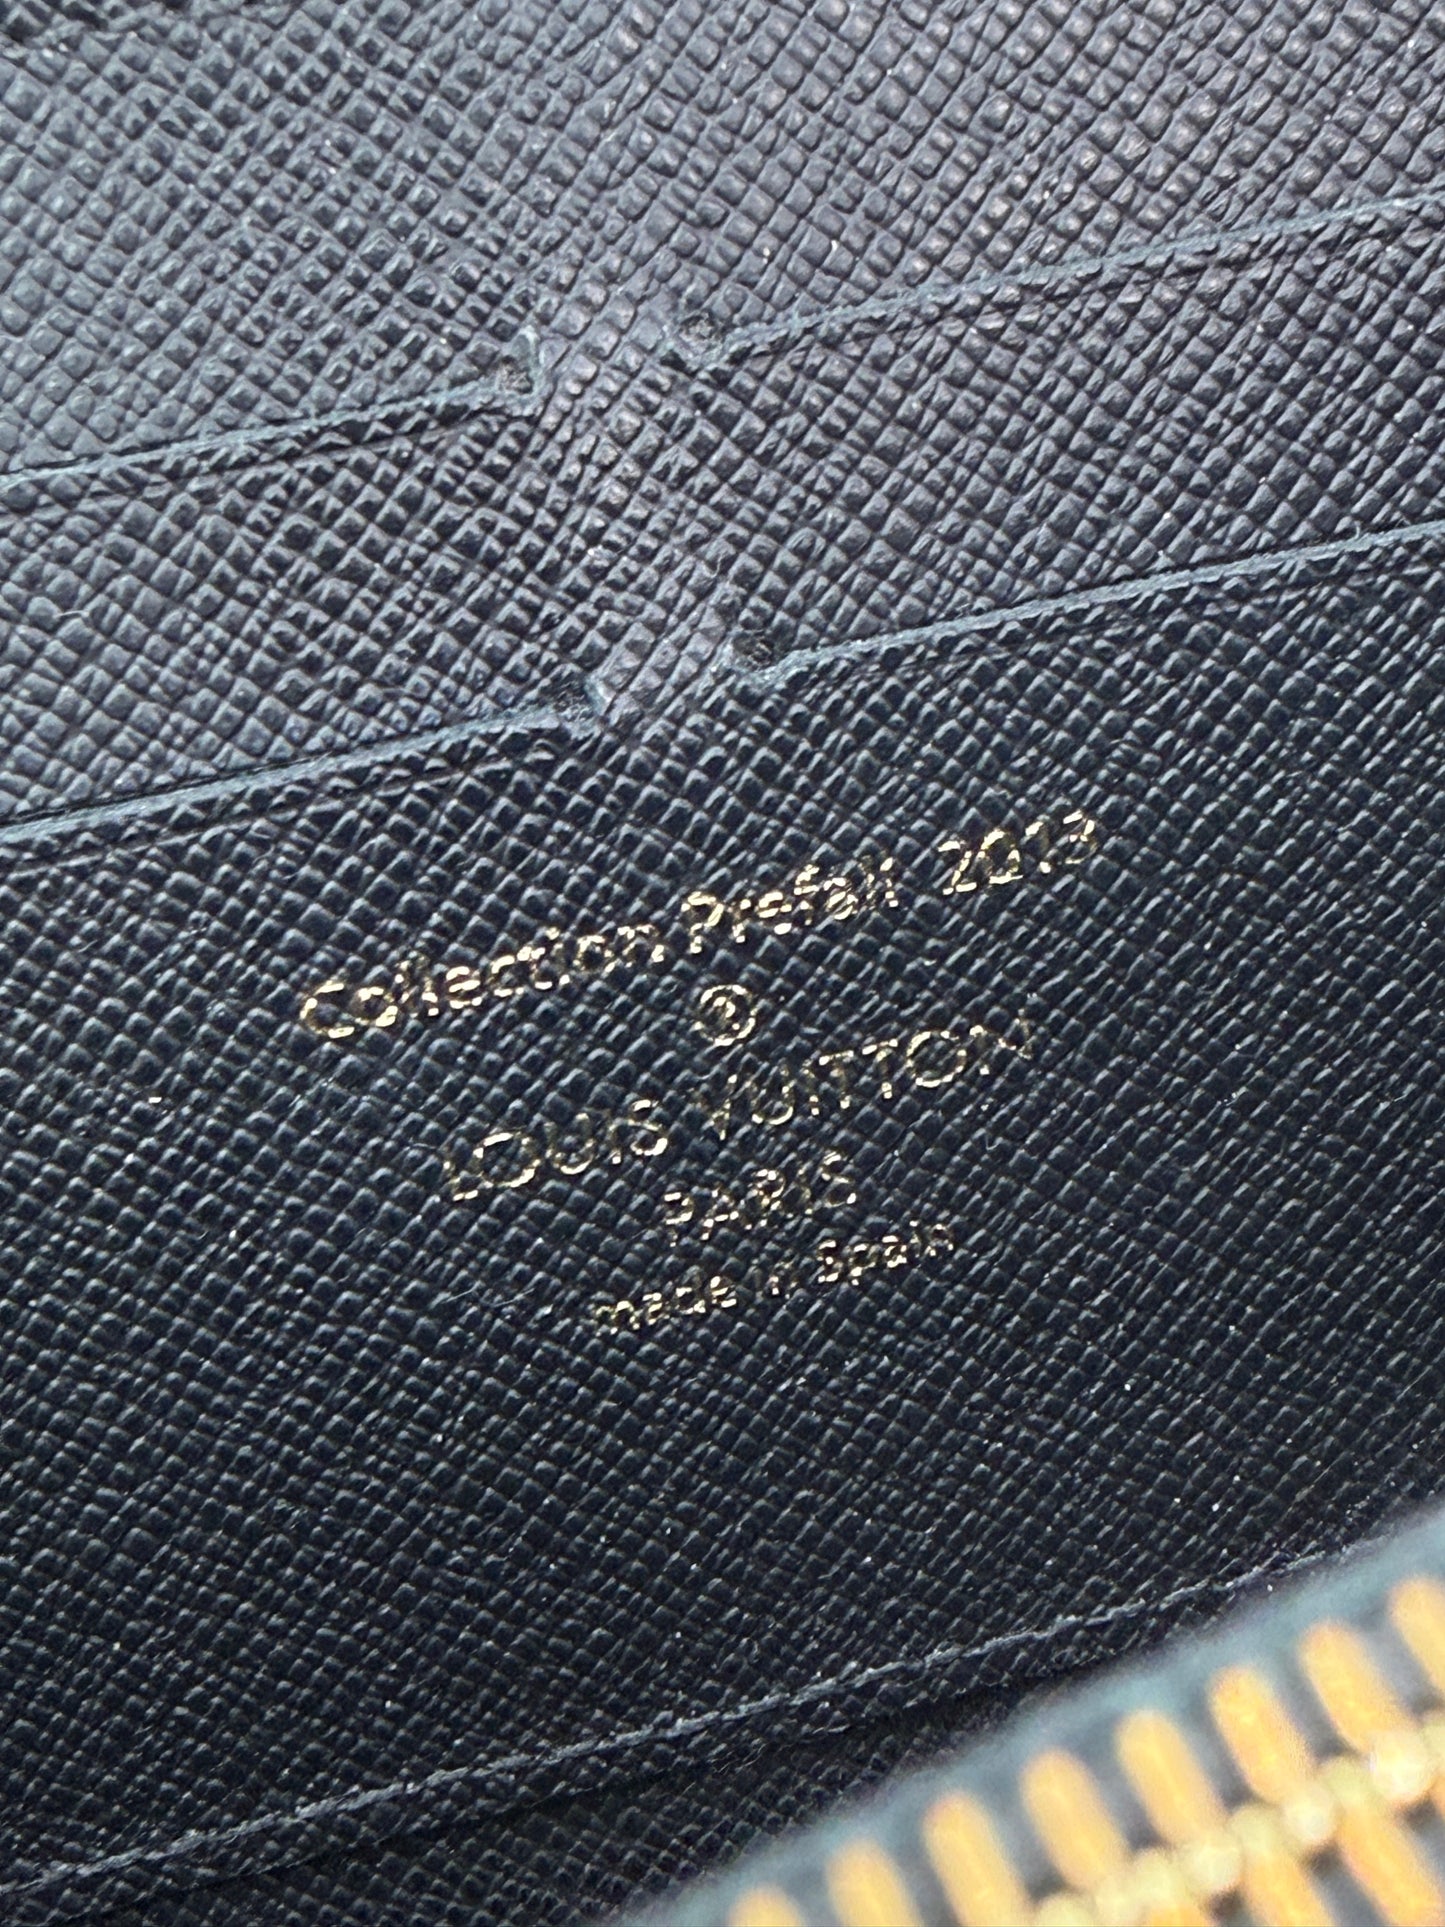 Collection Prefall 2013
®
LOUIS VUITTON
PARIS
made in Spain